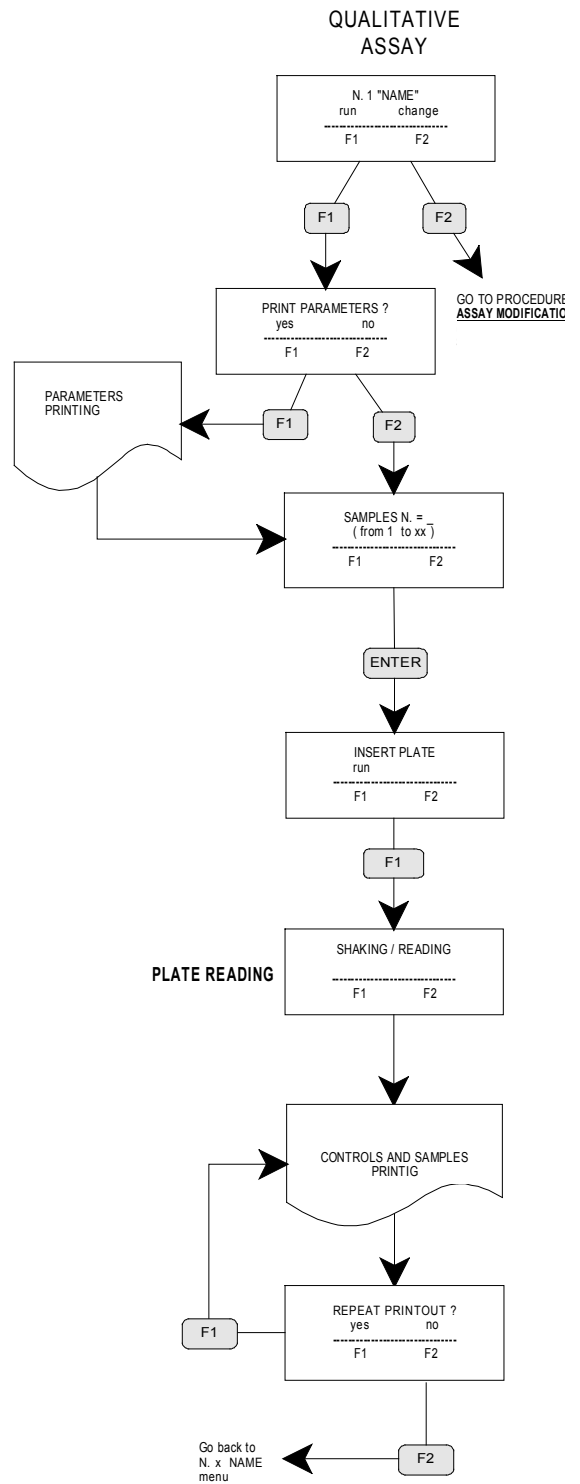 QUALITATIVE
ASSAY
N. 1 "NAME"
run change
F1 F2
F1
F2
GO TO PROCEDURE
ASSAY MODIFICATIO
PRINT PARAMETERS ?
yes no
F1 F2
PARAMETERS
PRINTING
F1
F2
SAMPLES N. = _
( from 1 to xx )
F1 F2
ENTER
INSERT PLATE
run
F1 F2
F1
PLATE READING
SHAKING / READING
F1 F2
CONTROLS AND SAMPLES
PRINTIG
REPEAT PRINTOUT ?
yes no
F1 F2
F1
F2
Go back to
N. x NAME
menu